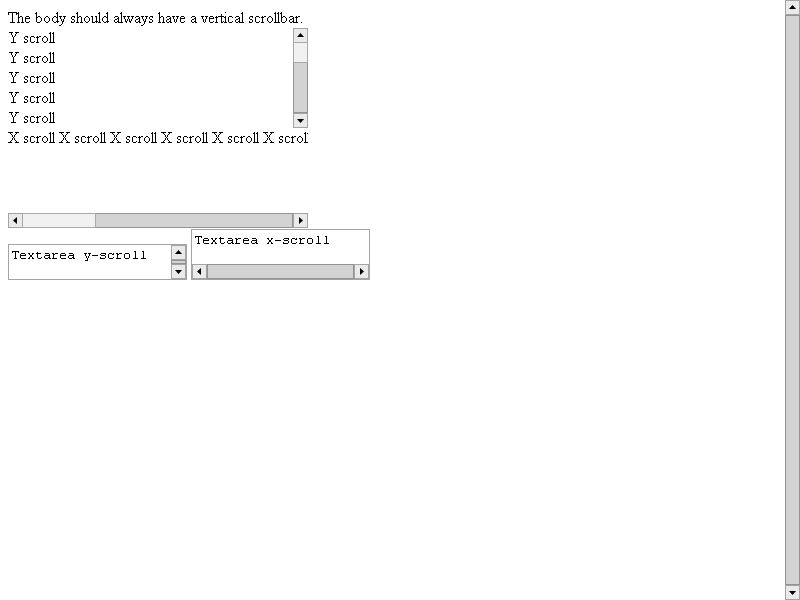 The body should always have a vertical scrollbar.
Y scroll
Y scroll
Y scroll
Y scroll
Y scroll
X scroll X scroll X scroll X scroll X scroll X scrol
Textarea y-scroll
Textarea x-scroll